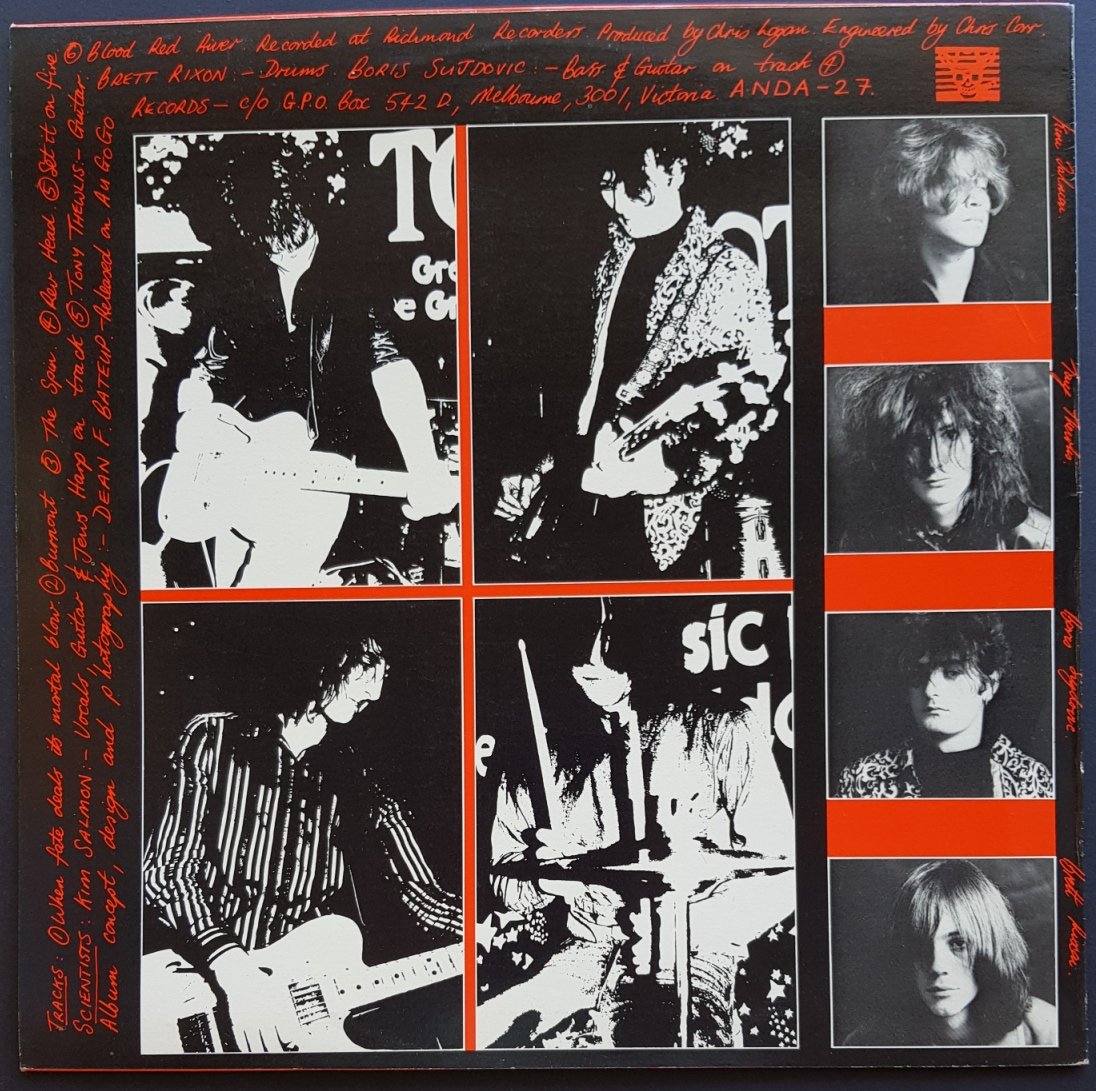 TRACKS: ① When fate deals its mortal blow. ② Burnout ③ The Spin. ④ Rev Head ⑤ Set it on fire
⑥ Blood Red River. Recorded at Richmond Recorders. Produced by Chris Logan. Engineered by Chris Corr.
SCIENTISTS: KIM SALMON:- Vocals, Guitar & Jews Harp on track ⑤ TONY THEWLIS:- Guitar.
BRETT RIXON:- Drums. BORIS SUJDOVIC:- Bass & Guitar on track ④
Album concept, design and photography:- DEAN F. BATEUP. Released on AU GO GO
RECORDS - c/o G.P.O. Box 542 D, Melbourne, 3001, Victoria. ANDA-27.
Kim Salmon.
Tony Thewlis.
Boris Sujdovic
Brett Rixon.
sic